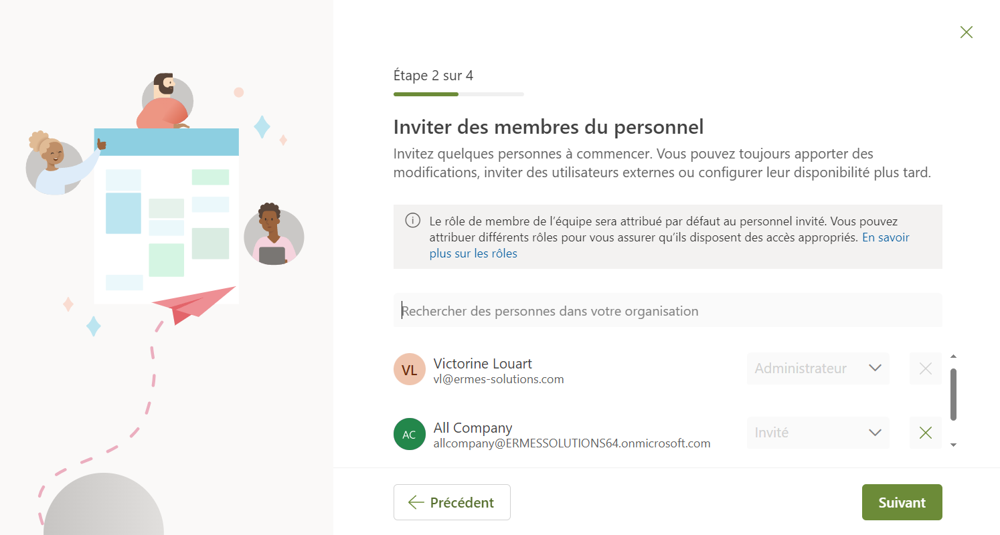 Étape 2 sur 4
Inviter des membres du personnel
Invitez quelques personnes à commencer. Vous pouvez toujours apporter des
modifications, inviter des utilisateurs externes ou configurer leur disponibilité plus tard.
Le rôle de membre de l’équipe sera attribué par défaut au personnel invité. Vous pouvez
attribuer différents rôles pour vous assurer qu’ils disposent des accès appropriés. En savoir
plus sur les rôles
Rechercher des personnes dans votre organisation
VL
Victorine Louart
vl@ermes-solutions.com
Administrateur
AC
All Company
allcompany@ERMESSOLUTIONS64.onmicrosoft.com
Invité
Précédent
Suivant